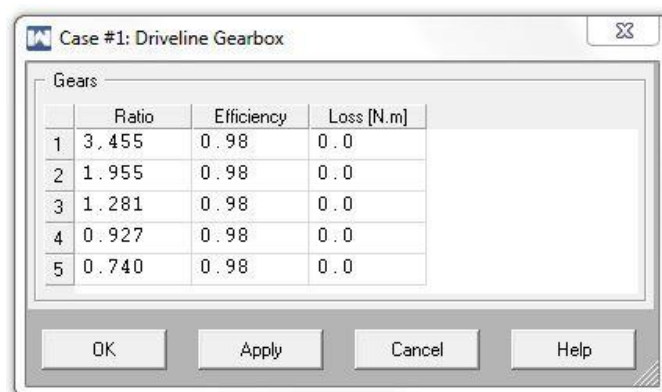 Case #1: Driveline Gearbox
Gears
Ratio Efficiency Loss [N.m]
1 3,455 0.98 0.0
2 1.955 0.98 0.0
3 1.281 0.98 0.0
4 0.927 0.98 0.0
5 0.740 0.98 0.0
OK Apply Cancel Help